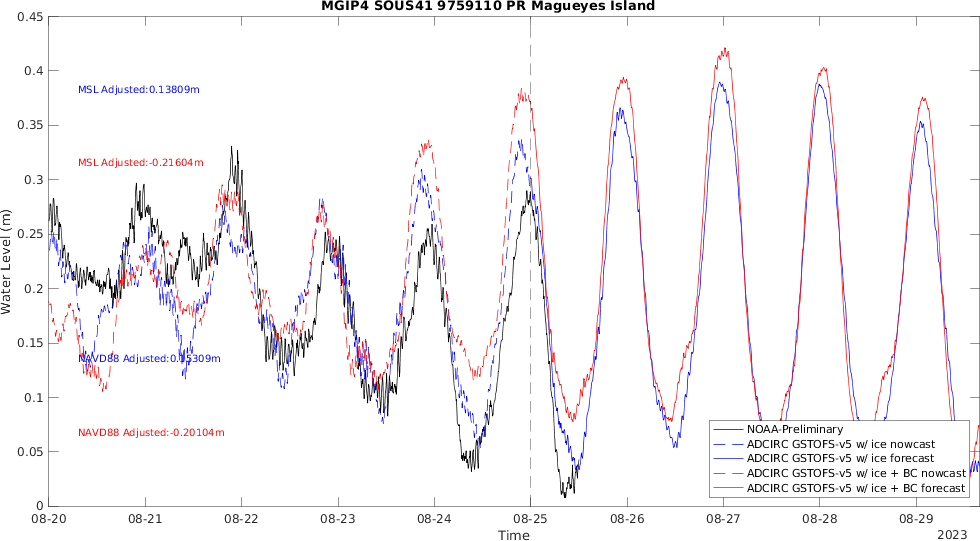 MGIP4 SOUS41 9759110 PR Magueyes Island
0.45
0.4
0.35
0.3
0.25
0.2
0.15
0.1
0.05
0
Water Level (m)
MSL Adjusted:0.13809m
MSL Adjusted:-0.21604m
NAVD88 Adjusted:0.15309m
NAVD88 Adjusted:-0.20104m
NOAA-Preliminary
ADCIRC GSTOFS-v5 w/ ice nowcast
ADCIRC GSTOFS-v5 w/ ice forecast
ADCIRC GSTOFS-v5 w/ ice + BC nowcast
ADCIRC GSTOFS-v5 w/ ice + BC forecast
08-20 08-21 08-22 08-23 08-24 08-25 08-26 08-27 08-28 08-29
Time
2023